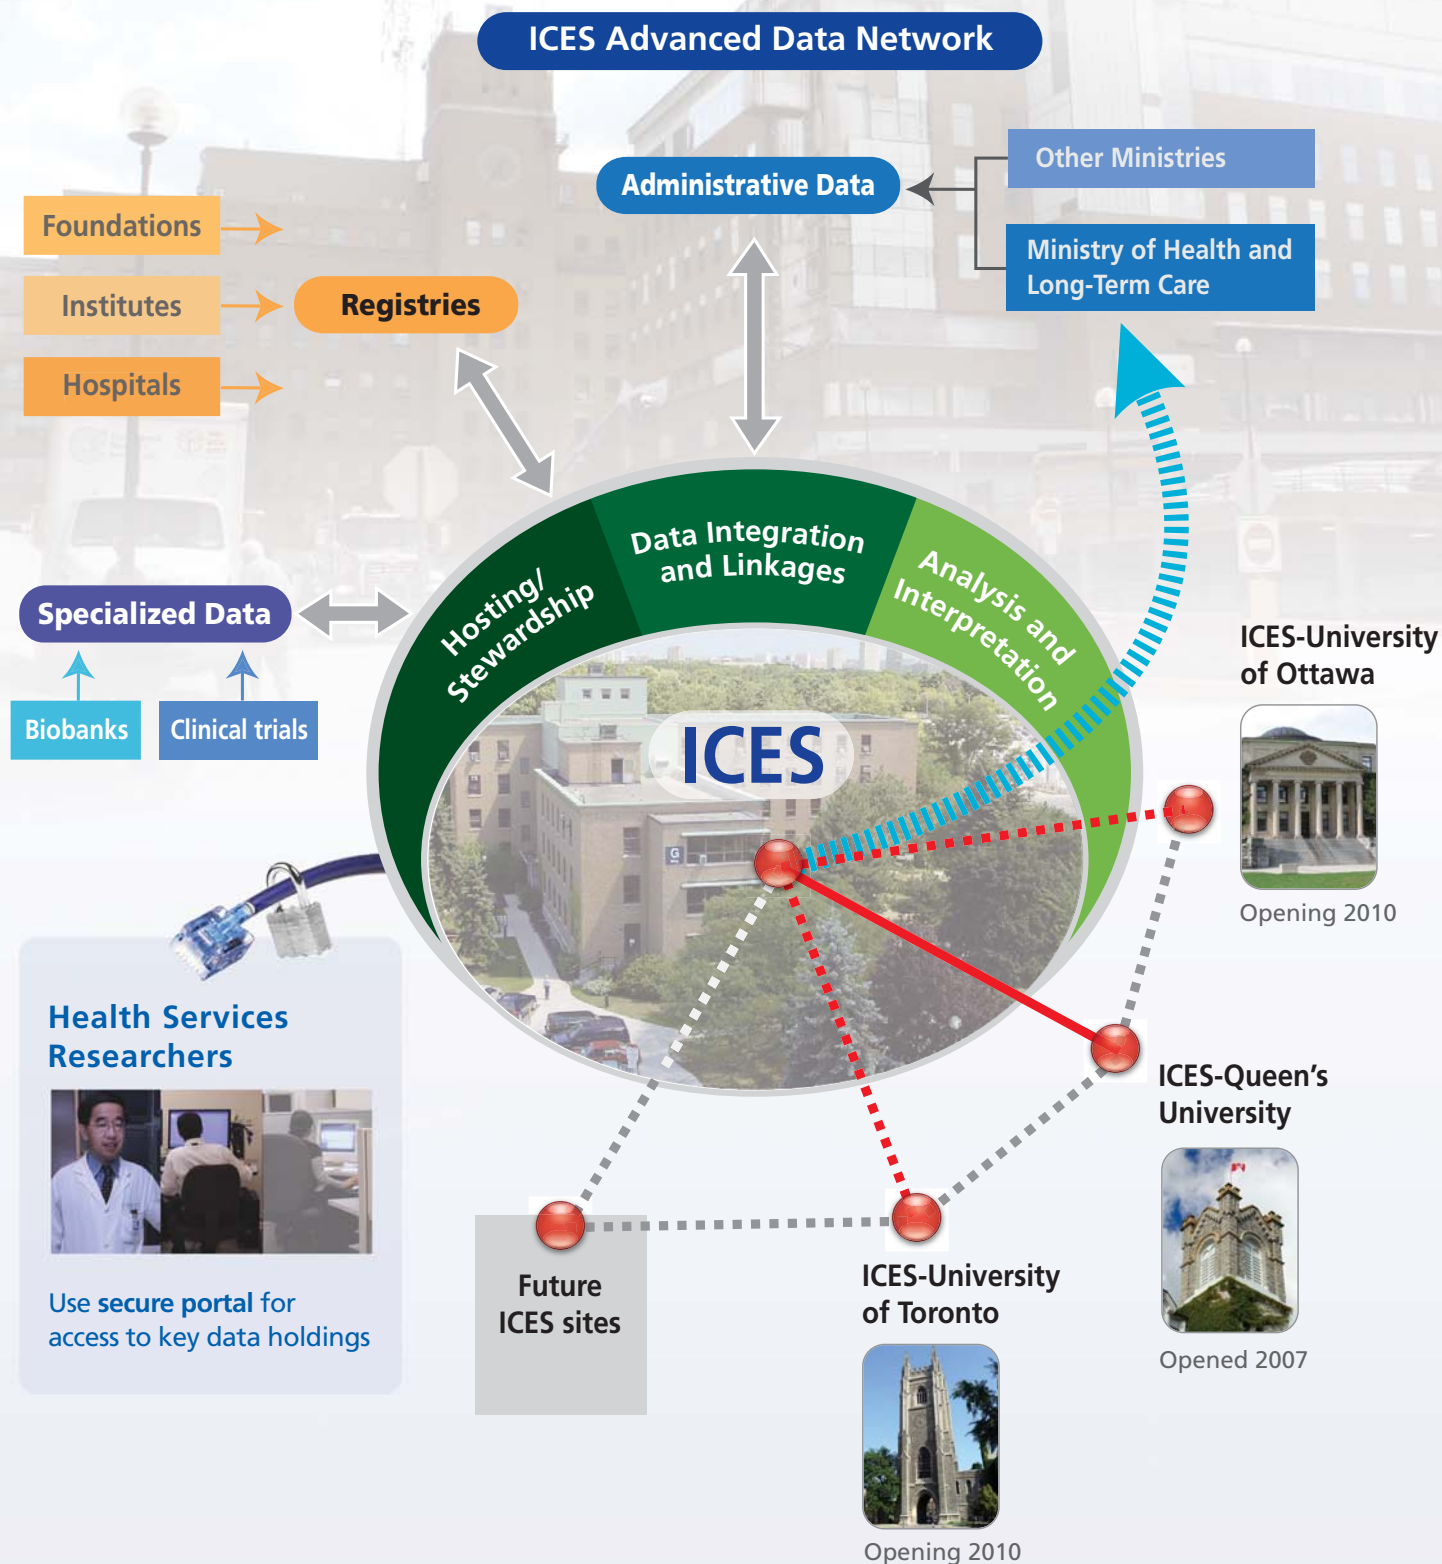 ICES Advanced Data Network
Other Ministries
Administrative Data
Ministry of Health and
Long-Term Care
Foundations
Institutes
Registries
Hospitals
Data Integration
and Linkages
Hosting/
Stewardship
Analysis and
Interpretation
Specialized Data
Biobanks
Clinical trials
ICES
ICES-University
of Ottawa
Opening 2010
Health Services
Researchers
Use secure portal for
access to key data holdings
ICES-Queen's
University
Opened 2007
Future
ICES sites
ICES-University
of Toronto
Opening 2010
G